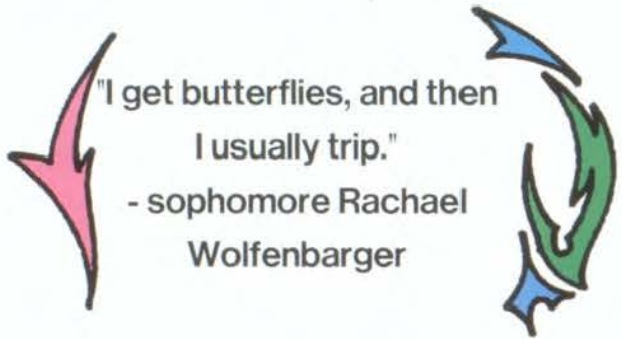 "I get butterflies, and then
I usually trip."
- sophomore Rachael
Wolfenbarger